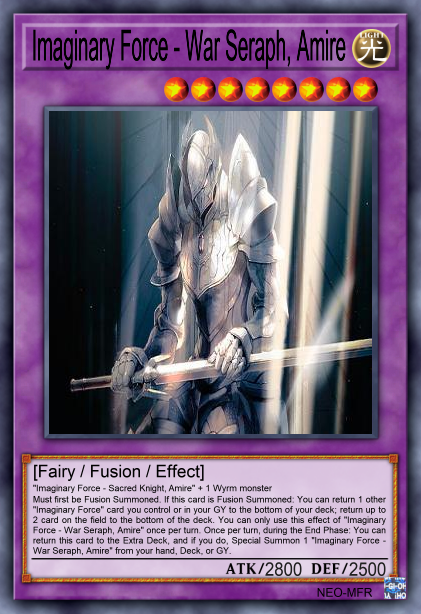 Imaginary Force - War Seraph, Amire
LIGHT
光
[Fairy / Fusion / Effect]
"Imaginary Force - Sacred Knight, Amire" + 1 Wyrm monster
Must first be Fusion Summoned. If this card is Fusion Summoned: You can return 1 other
"Imaginary Force" card you control or in your GY to the bottom of your deck; return up to
2 card on the field to the bottom of the deck. You can only use this effect of "Imaginary
Force - War Seraph, Amire" once per turn. Once per turn, during the End Phase: You can
return this card to the Extra Deck, and if you do, Special Summon 1 "Imaginary Force -
War Seraph, Amire" from your hand, Deck, or GY.
ATK/2800 DEF/2500
NEO-MFR